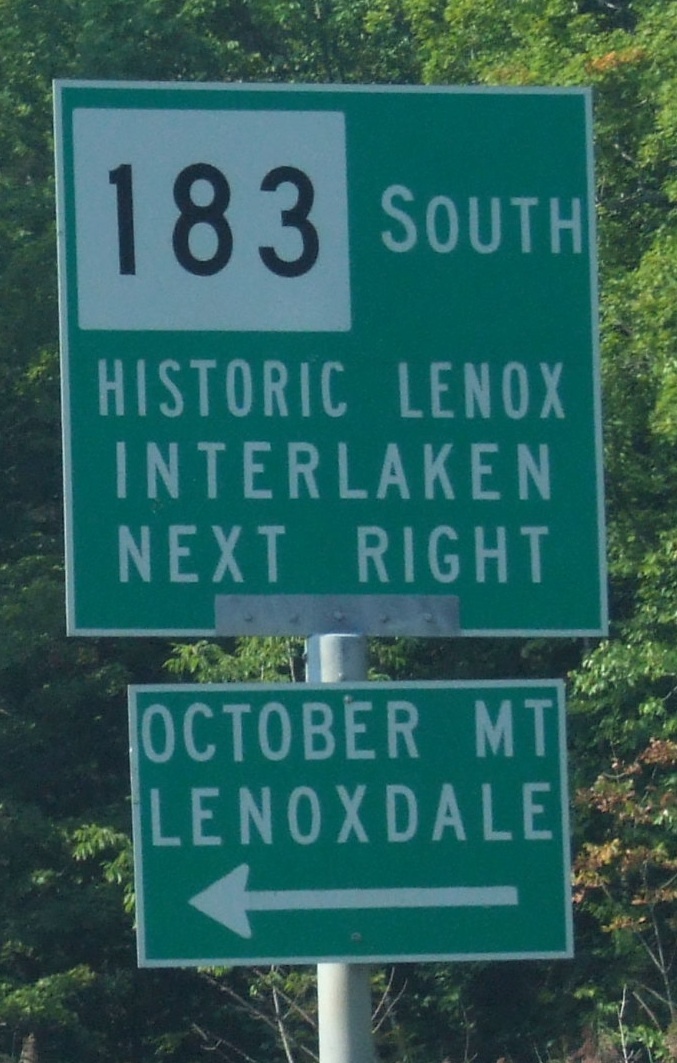 183 SOUTH
HISTORIC LENOX
INTERLAKEN
NEXT RIGHT
OCTOBER MT
LENOXDALE